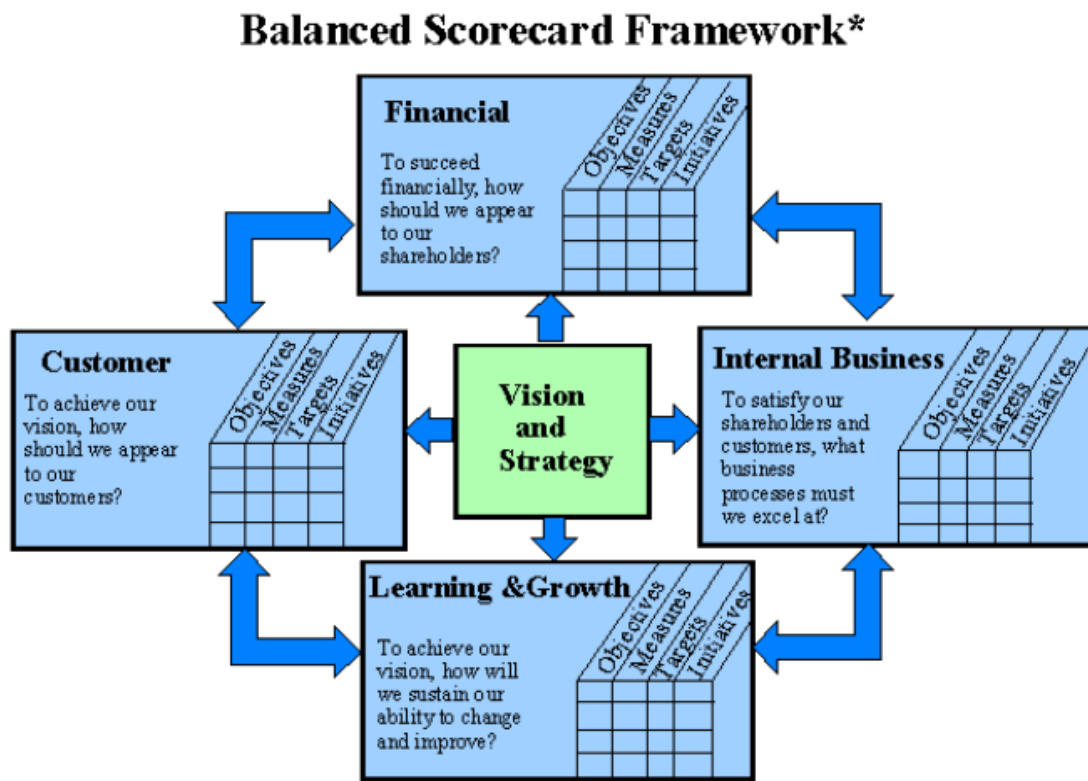 Balanced Scorecard Framework*
Financial
To succeed
financially, how
should we appear
to our
shareholders?
Objectives
Measures
Targets
Initiatives
Customer
To achieve our
vision, how
should we appear
to our
customers?
Objectives
Measures
Targets
Initiatives
Vision
and
Strategy
Internal Business
To satisfy our
shareholders and
customers, what
business
processes must
we excel at?
Objectives
Measures
Targets
Initiatives
Learning &Growth
To achieve our
vision, how will
we sustain our
ability to change
and improve?
Objectives
Measures
Targets
Initiatives